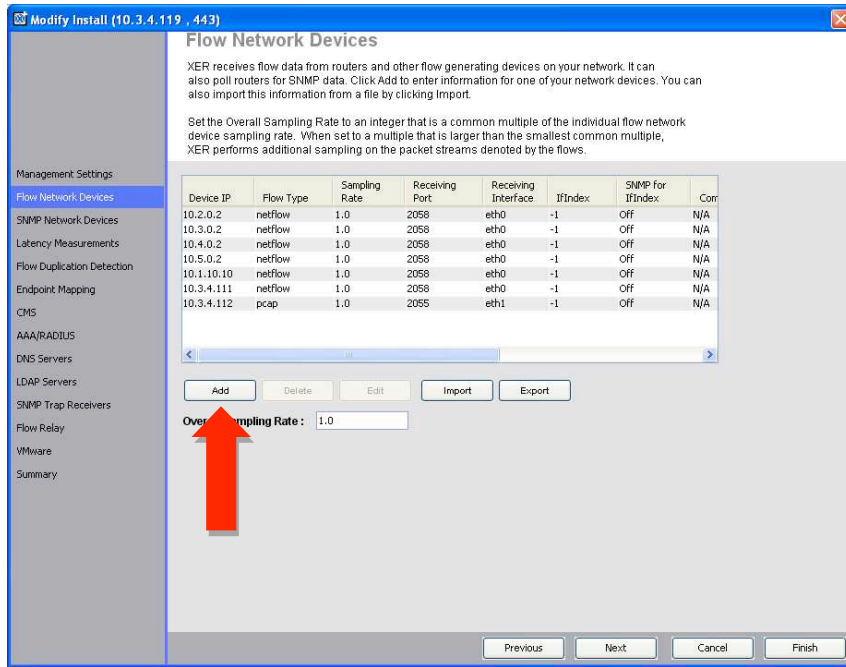 Modify Install (10.3.4.119 , 443)
Flow Network Devices
XER receives flow data from routers and other flow generating devices on your network. It can
also poll routers for SNMP data. Click Add to enter information for one of your network devices. You can
also import this information from a file by clicking Import.
Set the Overall Sampling Rate to an integer that is a common multiple of the individual flow network
device sampling rate. When set to a multiple that is larger than the smallest common multiple,
XER performs additional sampling on the packet streams denoted by the flows.
Management Settings
Flow Network Devices
SNMP Network Devices
Latency Measurements
Flow Duplication Detection
Endpoint Mapping
CMS
AAA/RADIUS
DNS Servers
LDAP Servers
SNMP Trap Receivers
Flow Relay
VMware
Summary
Device IP Flow Type Sampling Rate Receiving Port Receiving Interface IfIndex SNMP for IfIndex Com
10.2.0.2 netflow 1.0 2058 eth0 -1 Off N/A
10.3.0.2 netflow 1.0 2058 eth0 -1 Off N/A
10.4.0.2 netflow 1.0 2058 eth0 -1 Off N/A
10.5.0.2 netflow 1.0 2058 eth0 -1 Off N/A
10.1.10.10 netflow 1.0 2058 eth0 -1 Off N/A
10.3.4.111 netflow 1.0 2058 eth0 -1 Off N/A
10.3.4.112 pcap 1.0 2055 eth1 -1 Off N/A
Add Delete Edit Import Export
Sampling Rate : 1.0
Previous Next Cancel Finish